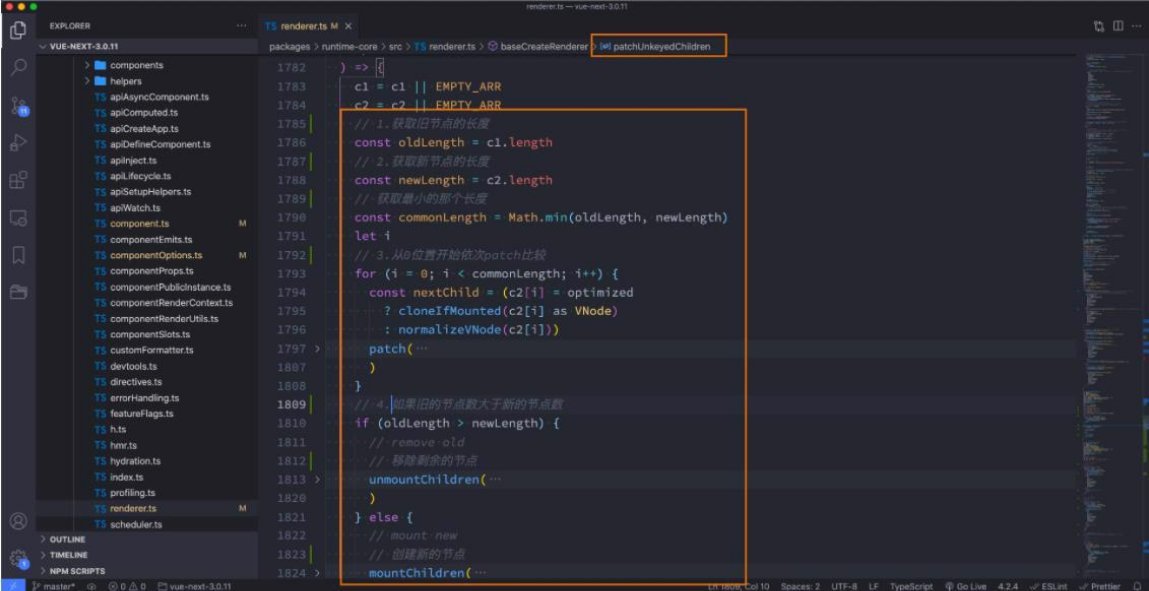 renderer.ts — vue-next-3.0.11
EXPLORER
TS renderer.ts M ×
VUE-NEXT-3.0.11
packages > runtime-core > src > TS renderer.ts > baseCreateRenderer > patchUnkeyedChildren
components
helpers
TS apiAsyncComponent.ts
TS apiComputed.ts
TS apiCreateApp.ts
TS apiDefineComponent.ts
TS apiInject.ts
TS apiLifecycle.ts
TS apiSetupHelpers.ts
TS apiWatch.ts
TS component.ts M
TS componentEmits.ts
TS componentOptions.ts M
TS componentProps.ts
TS componentPublicInstance.ts
TS componentRenderContext.ts
TS componentRenderUtils.ts
TS componentSlots.ts
TS customFormatter.ts
TS devtools.ts
TS directives.ts
TS errorHandling.ts
TS featureFlags.ts
TS h.ts
TS hmr.ts
TS hydration.ts
TS index.ts
TS profiling.ts
TS renderer.ts M
TS scheduler.ts
OUTLINE
TIMELINE
NPM SCRIPTS
1782 ) => {
1783 c1 = c1 || EMPTY_ARR
1784 c2 = c2 || EMPTY_ARR
1785 // 1.获取旧节点的长度
1786 const oldLength = c1.length
1787 // 2.获取新节点的长度
1788 const newLength = c2.length
1789 // 获取最小的那个长度
1790 const commonLength = Math.min(oldLength, newLength)
1791 let i
1792 // 3.从0位置开始依次patch比较
1793 for (i = 0; i < commonLength; i++) {
1794 const nextChild = (c2[i] = optimized
1795 ? cloneIfMounted(c2[i] as VNode)
1796 : normalizeVNode(c2[i]))
1797 > patch(…
1807 )
1808 }
1809 // 4.如果旧的节点数大于新的节点数
1810 if (oldLength > newLength) {
1811 // remove old
1812 // 移除剩余的节点
1813 > unmountChildren(…
1820 )
1821 } else {
1822 // mount new
1823 // 创建新的节点
1824 > mountChildren(…
master* 0 0 vue-next-3.0.11 Ln 1809, Col 10 Spaces: 2 UTF-8 LF TypeScript Go Live 4.2.4 ESLint Prettier